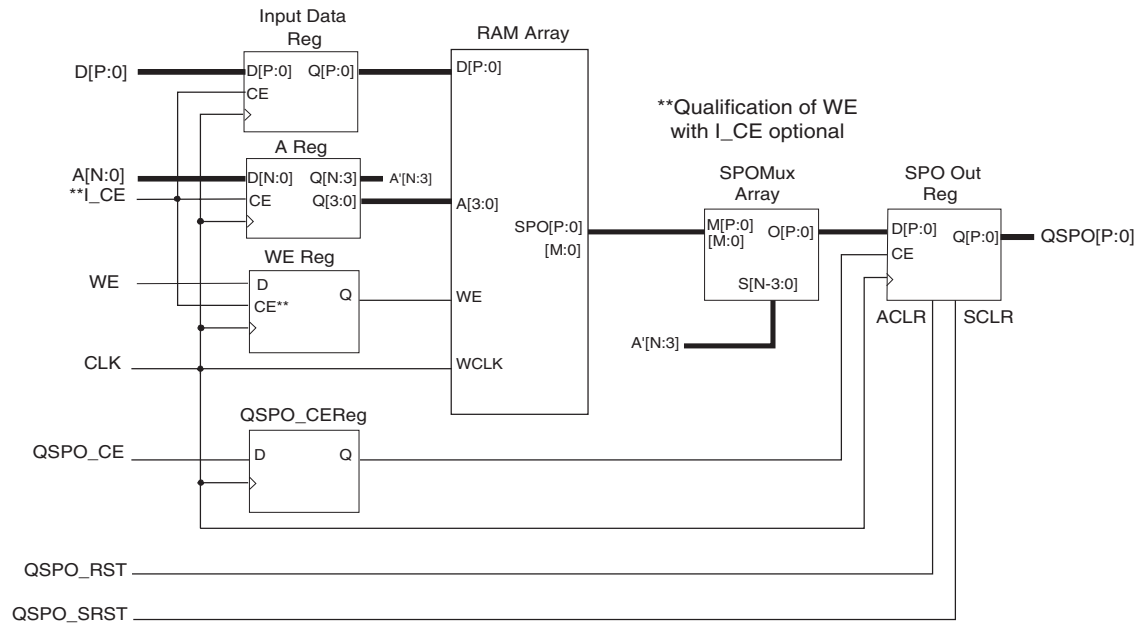 Input Data
Reg
D[P:0]
D[P:0]
Q[P:0]
CE
RAM Array
D[P:0]
A[3:0]
SPO[P:0]
[M:0]
WE
WCLK
A Reg
A[N:0]
**I_CE
D[N:0]
Q[N:3]
A'[N:3]
CE
Q[3:0]
WE Reg
WE
D
Q
CE**
CLK
QSPO_CEReg
QSPO_CE
D
Q
**Qualification of WE
with I_CE optional
SPOMux
Array
M[P:0]
O[P:0]
[M:0]
S[N-3:0]
A'[N:3]
SPO Out
Reg
D[P:0]
Q[P:0]
QSPO[P:0]
CE
ACLR
SCLR
QSPO_RST
QSPO_SRST